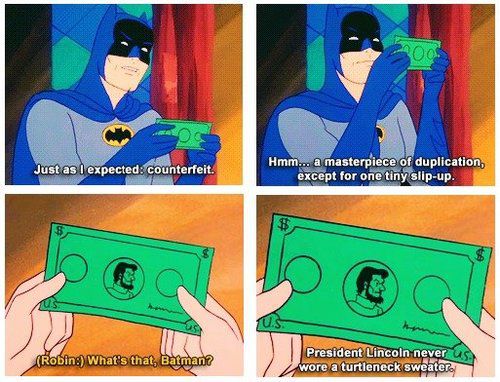 Just as I expected: counterfeit.
Hmm... a masterpiece of duplication,
except for one tiny slip-up.
$ $
U.S. U.S.
(Robin:) What's that, Batman?
$ $
U.S. U.S.
President Lincoln never
wore a turtleneck sweater.